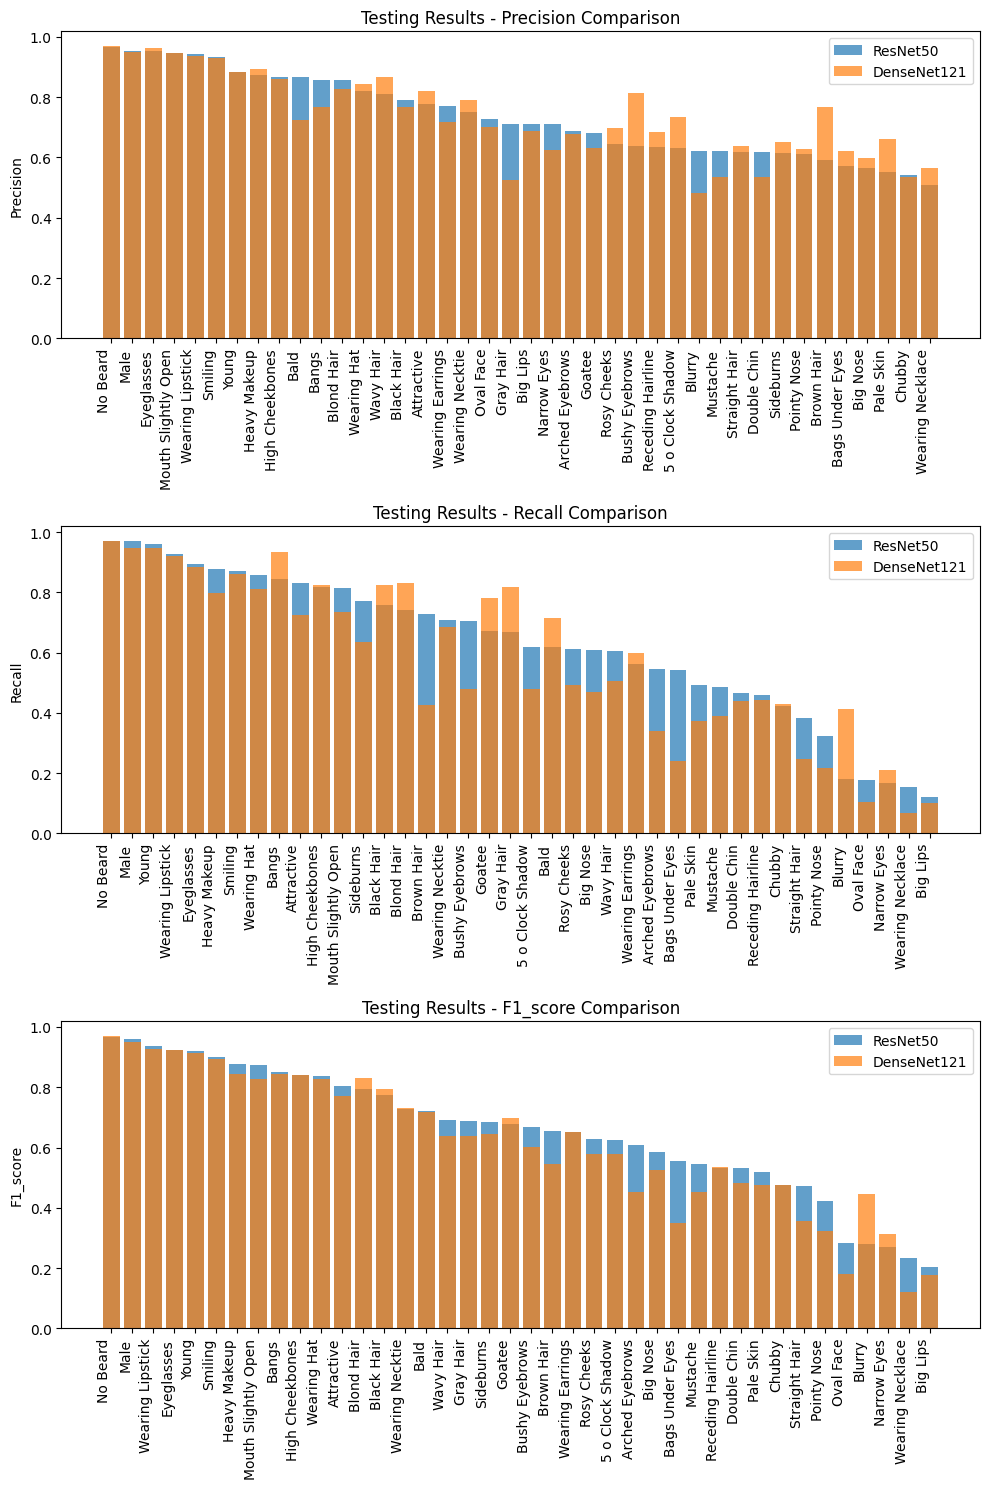 Testing Results - Precision Comparison
ResNet50
DenseNet121
Precision
1.0
0.8
0.6
0.4
0.2
0.0
No Beard
Male
Eyeglasses
Mouth Slightly Open
Wearing Lipstick
Smiling
Young
Heavy Makeup
High Cheekbones
Bald
Bangs
Blond Hair
Wearing Hat
Wavy Hair
Black Hair
Attractive
Wearing Earrings
Wearing Necktie
Oval Face
Gray Hair
Big Lips
Narrow Eyes
Arched Eyebrows
Goatee
Rosy Cheeks
Bushy Eyebrows
Receding Hairline
5 o Clock Shadow
Blurry
Mustache
Straight Hair
Double Chin
Sideburns
Pointy Nose
Brown Hair
Bags Under Eyes
Big Nose
Pale Skin
Chubby
Wearing Necklace
Testing Results - Recall Comparison
ResNet50
DenseNet121
Recall
1.0
0.8
0.6
0.4
0.2
0.0
No Beard
Male
Young
Wearing Lipstick
Eyeglasses
Heavy Makeup
Smiling
Wearing Hat
Bangs
Attractive
High Cheekbones
Mouth Slightly Open
Sideburns
Black Hair
Blond Hair
Brown Hair
Wearing Necktie
Bushy Eyebrows
Goatee
Gray Hair
5 o Clock Shadow
Bald
Rosy Cheeks
Big Nose
Wavy Hair
Wearing Earrings
Arched Eyebrows
Bags Under Eyes
Pale Skin
Mustache
Double Chin
Receding Hairline
Chubby
Straight Hair
Pointy Nose
Blurry
Oval Face
Narrow Eyes
Wearing Necklace
Big Lips
Testing Results - F1_score Comparison
ResNet50
DenseNet121
F1_score
1.0
0.8
0.6
0.4
0.2
0.0
No Beard
Male
Wearing Lipstick
Eyeglasses
Young
Smiling
Heavy Makeup
Mouth Slightly Open
Bangs
High Cheekbones
Wearing Hat
Attractive
Blond Hair
Black Hair
Wearing Necktie
Bald
Wavy Hair
Gray Hair
Sideburns
Goatee
Bushy Eyebrows
Brown Hair
Wearing Earrings
Rosy Cheeks
5 o Clock Shadow
Arched Eyebrows
Big Nose
Bags Under Eyes
Mustache
Receding Hairline
Double Chin
Pale Skin
Chubby
Straight Hair
Pointy Nose
Oval Face
Blurry
Narrow Eyes
Wearing Necklace
Big Lips